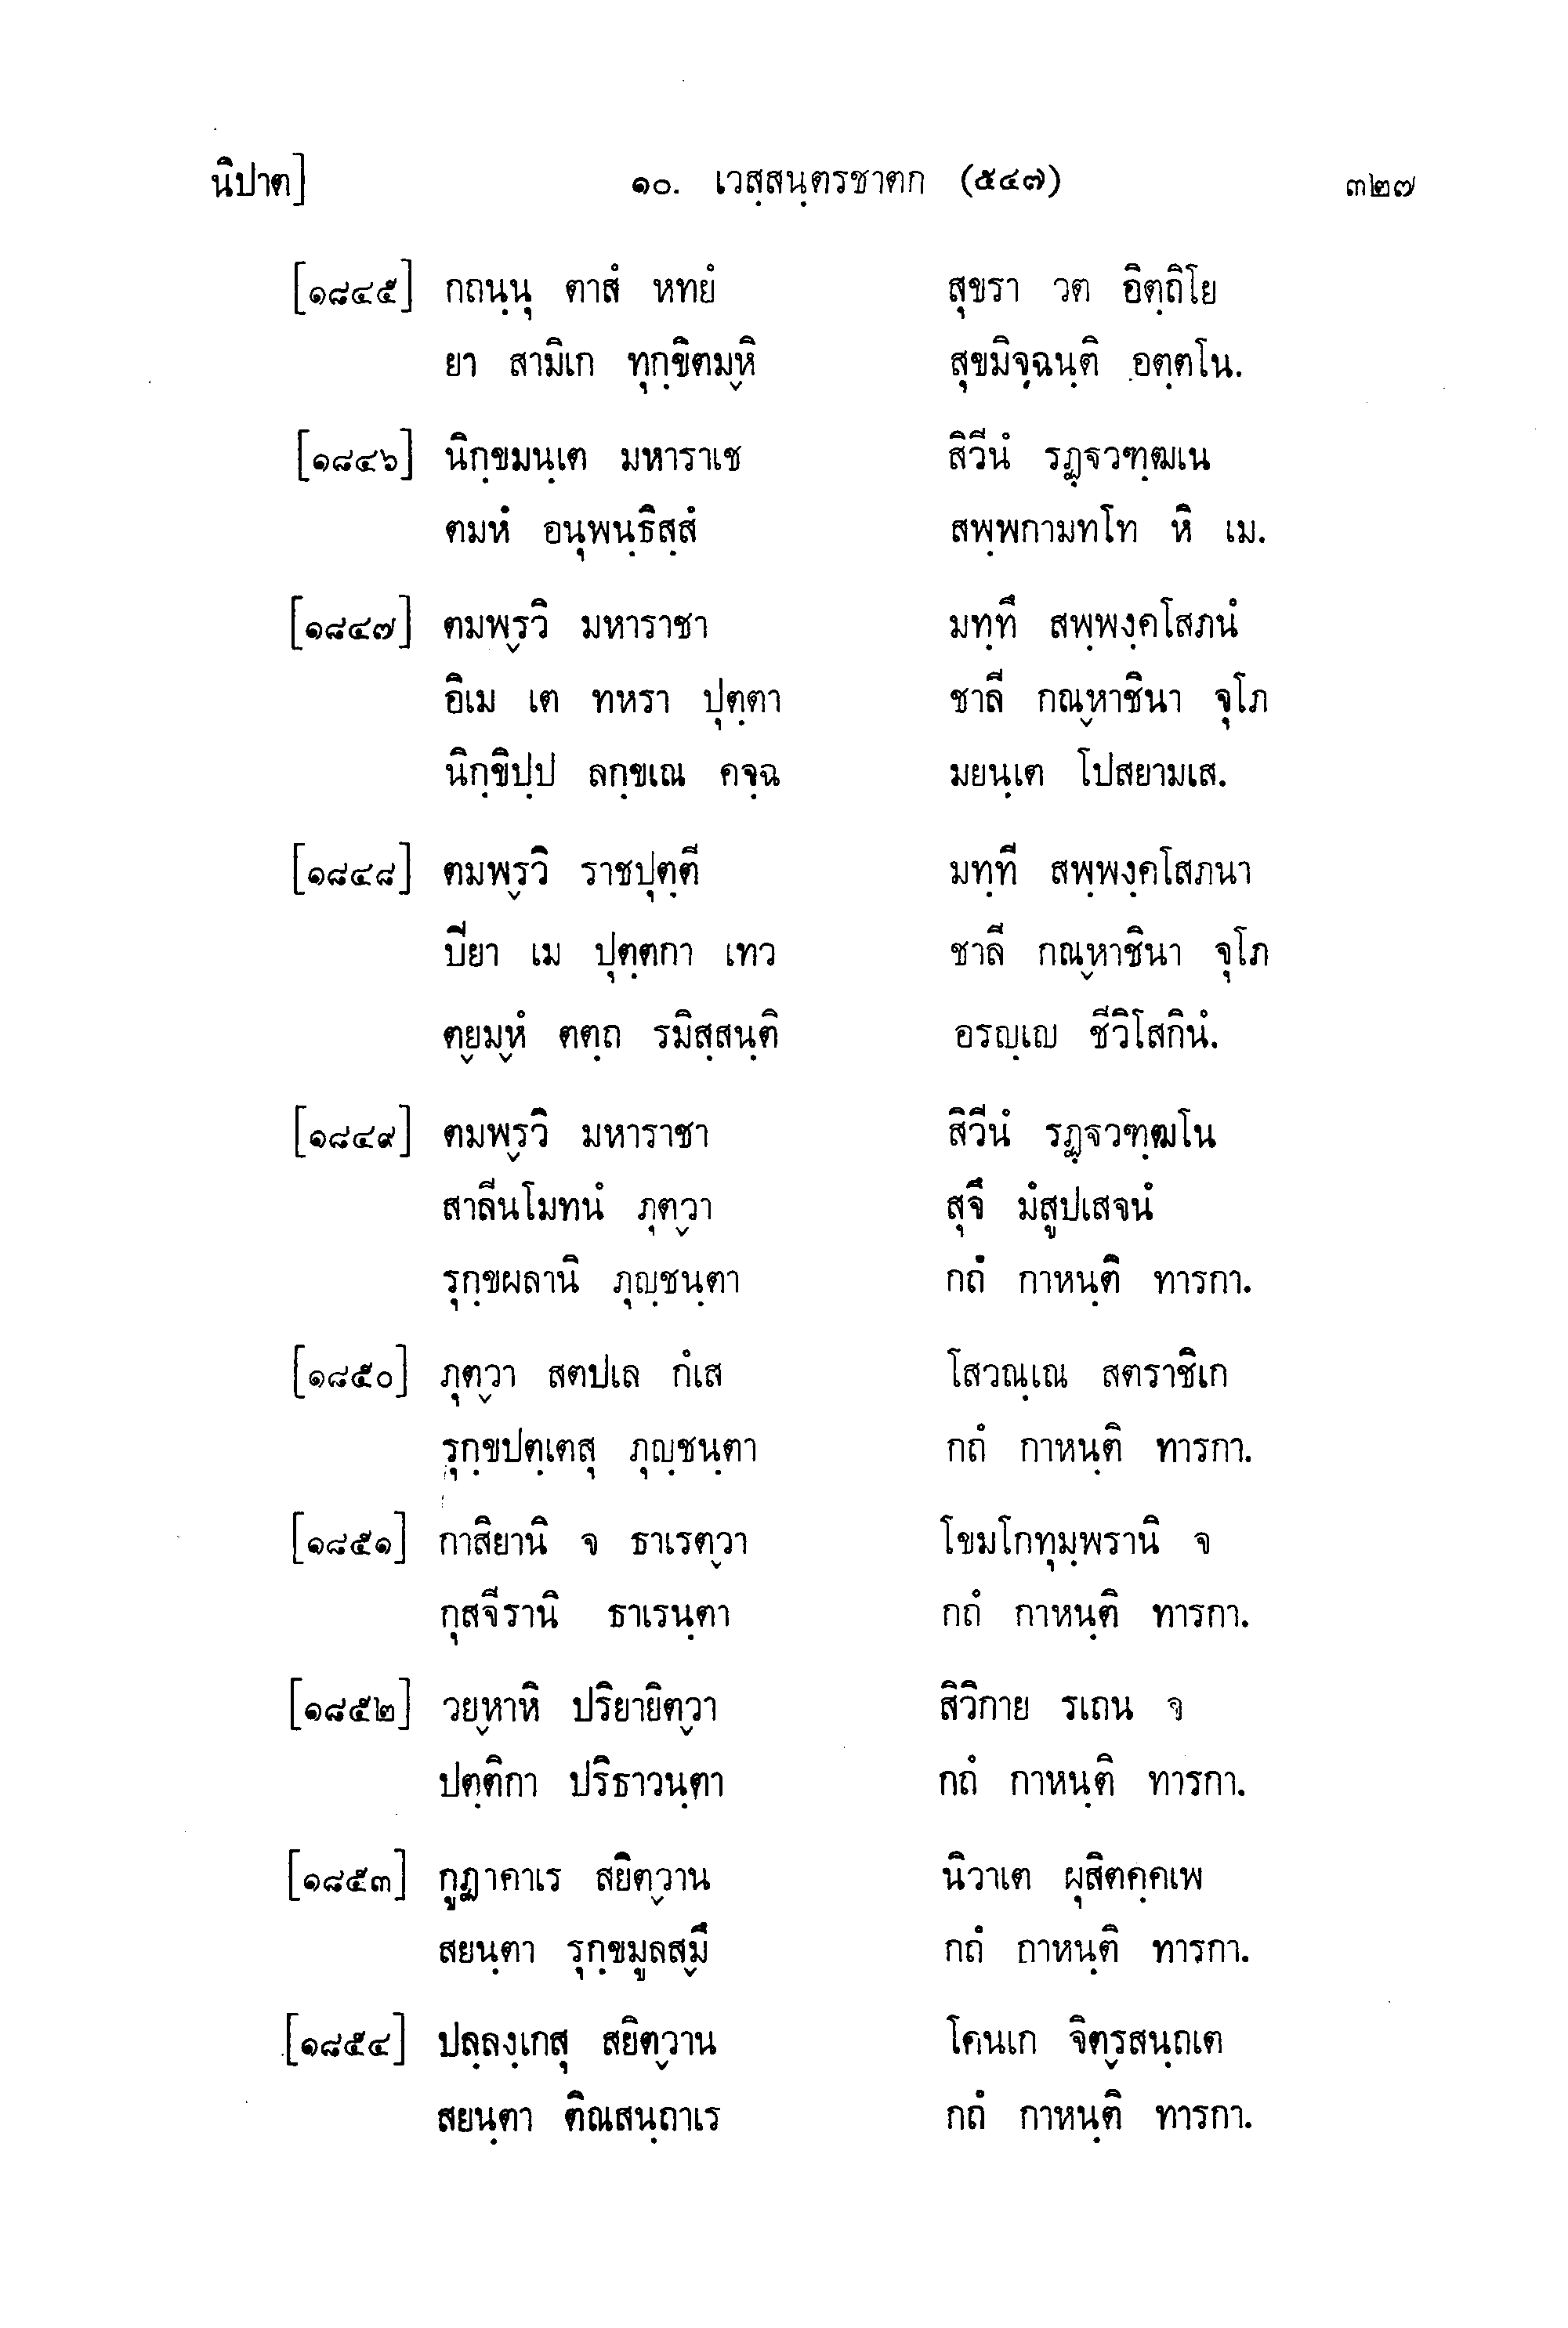 นิปาต] ๑๐. เวสฺสนฺตรชาตก (๕๔๗) ๓๒๗
[๑๘๔๕] กถนฺนุ ตาสํ หทยํ สุขรา วต อิตฺถิโย
ยา สามิเก ทุกฺขิตมฺหิ สุขมิจฺฉนฺติ อตฺตโน.
[๑๘๔๖] นิกฺขมนฺเต มหาราเช สิวีนํ รฏฺฐวฑฺฒเน
ตมหํ อนุพนฺธิสฺสํ สพฺพกามทโท หิ เม.
[๑๘๔๗] ตมพฺรวิ มหาราชา มทฺทึ สพฺพงฺคโสภนํ
อิเม เต ทหรา ปุตฺตา ชาลี กณฺหาชินา จุโภ
นิกฺขิปฺป ลกฺขเณ คจฺฉ มยนฺเต โปสยามเส.
[๑๘๔๘] ตมพฺรวิ ราชปุตฺตี มทฺที สพฺพงฺคโสภนา
ปิยา เม ปุตฺตกา เทว ชาลี กณฺหาชินา จุโภ
ตฺยมฺหํ ตตฺถ รมิสฺสนฺติ อรญฺเญ ชีวิโสกินํ.
[๑๘๔๙] ตมพฺรวิ มหาราชา สิวีนํ รฏฺฐวฑฺฒโน
สาลีนโมทนํ ภุตฺวา สุจึ มํสูปเสจนํ
รุกฺขผลานิ ภุญฺชนฺตา กถํ กาหนฺติ ทารกา.
[๑๘๕๐] ภุตฺวา สตปเล กํเส โสวณฺเณ สตราชิเก
รุกฺขปตฺเตสุ ภุญฺชนฺตา กถํ กาหนฺติ ทารกา.
[๑๘๕๑] กาสิยานิ จ ธาเรตฺวา โขมโกทุมฺพรานิ จ
กุสจีรานิ ธาเรนฺตา กถํ กาหนฺติ ทารกา.
[๑๘๕๒] วยฺหาหิ ปริยายิตฺวา สิวิกาย รเถน จ
ปตฺติกา ปริธาวนฺตา กถํ กาหนฺติ ทารกา.
[๑๘๕๓] กูฏาคาเร สยิตฺวาน นิวาเต ผุสิตคฺคเพ
สยนฺตา รุกฺขมูลสฺมึ กถํ กาหนฺติ ทารกา.
[๑๘๕๔] ปลฺลงฺเกสุ สยิตฺวาน โคนเก จิตฺรสนฺถเต
สยนฺตา ติณสนฺถาเร กถํ กาหนฺติ ทารกา.